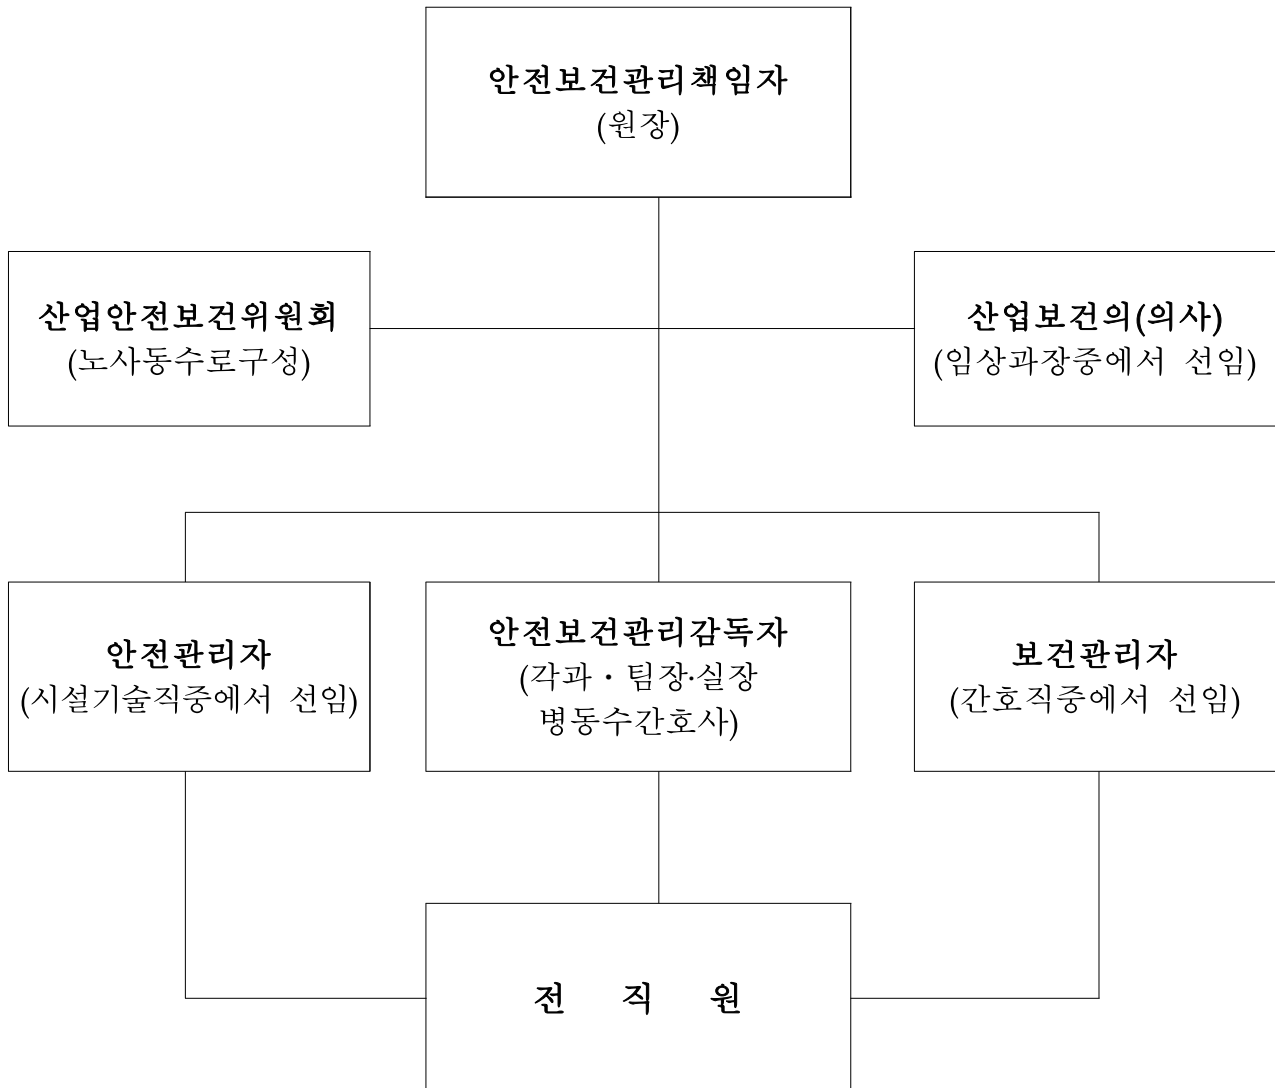 안전보건관리책임자
(원장)
산업안전보건위원회
(노사동수로구성)
산업보건의(의사)
(임상과장중에서 선임)
안전관리자
(시설기술직중에서 선임)
안전보건관리감독자
(각과・팀장·실장
병동수간호사)
보건관리자
(간호직중에서 선임)
전 직 원